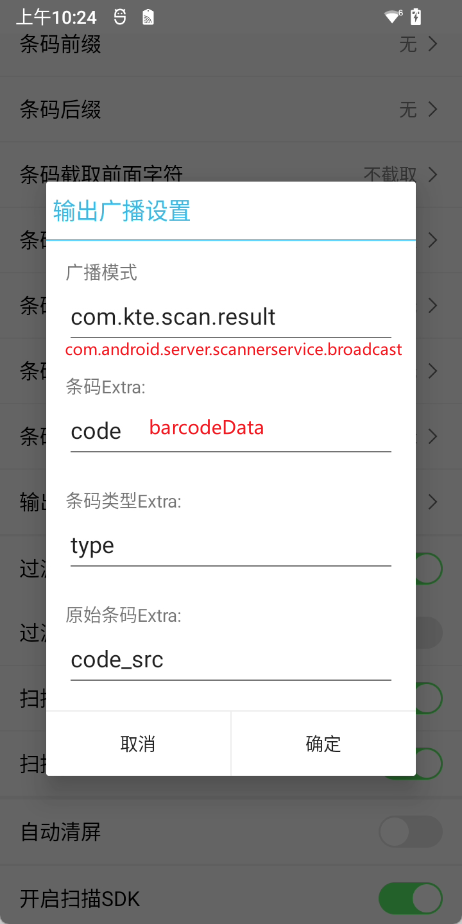 上午10:24
条码前缀 无
条码后缀 无
条码截取前面字符 不截取
输出广播设置
广播模式
com.kte.scan.result
com.android.server.scannerservice.broadcast
条码Extra:
code barcodeData
条码类型Extra:
type
原始条码Extra:
code_src
取消 确定
自动清屏
开启扫描SDK